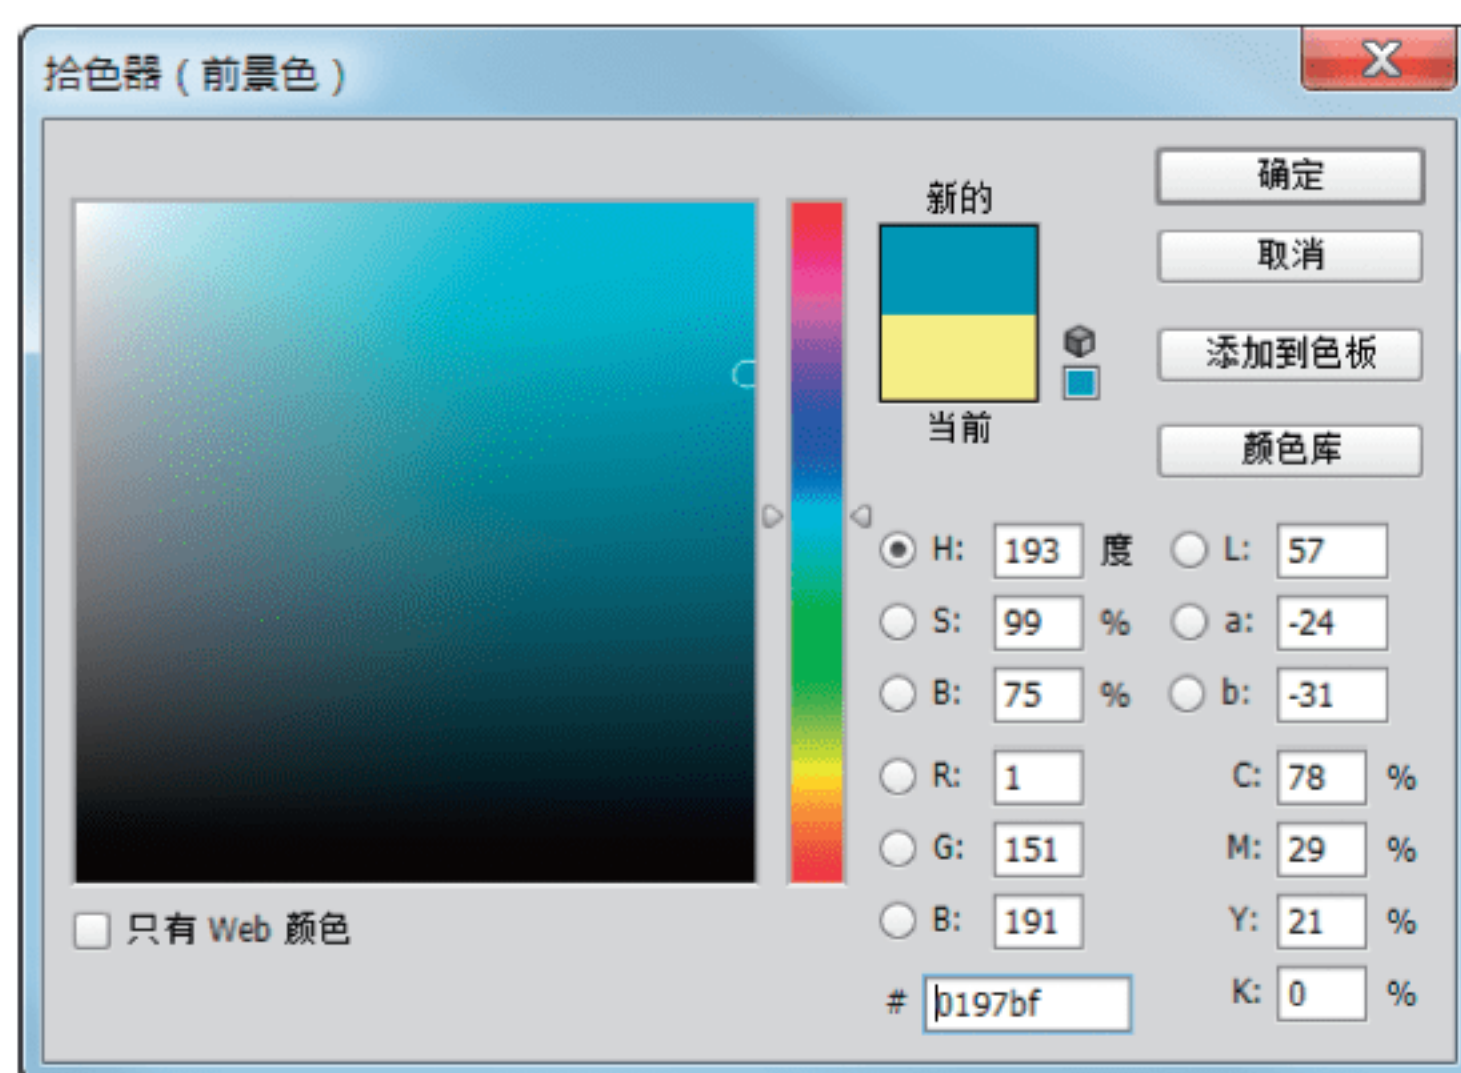 拾色器（前景色）
新的
当前
确定
取消
添加到色板
颜色库
H: 193 度
S: 99 %
B: 75 %
R: 1
G: 151
B: 191
# 0197bf
L: 57
a: -24
b: -31
C: 78 %
M: 29 %
Y: 21 %
K: 0 %
只有 Web 颜色